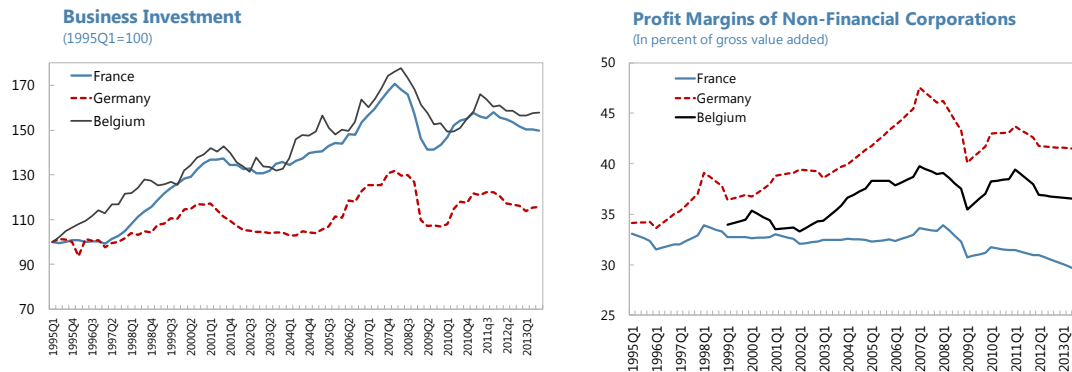 Business Investment
(1995Q1=100)
170
150
130
110
90
70
France
Germany
Belgium
1995Q1
1995Q4
1996Q3
1997Q2
1998Q1
1998Q4
1999Q3
2000Q2
2001Q1
2001Q4
2002Q3
2003Q2
2004Q1
2004Q4
2005Q3
2006Q2
2007Q1
2007Q4
2008Q3
2009Q2
2010Q1
2010Q4
2011q3
2012q2
2013Q1
Profit Margins of Non-Financial Corporations
(In percent of gross value added)
50
45
40
35
30
25
France
Germany
Belgium
1995Q1
1996Q1
1997Q1
1998Q1
1999Q1
2000Q1
2001Q1
2002Q1
2003Q1
2004Q1
2005Q1
2006Q1
2007Q1
2008Q1
2009Q1
2010Q1
2011Q1
2012Q1
2013Q1